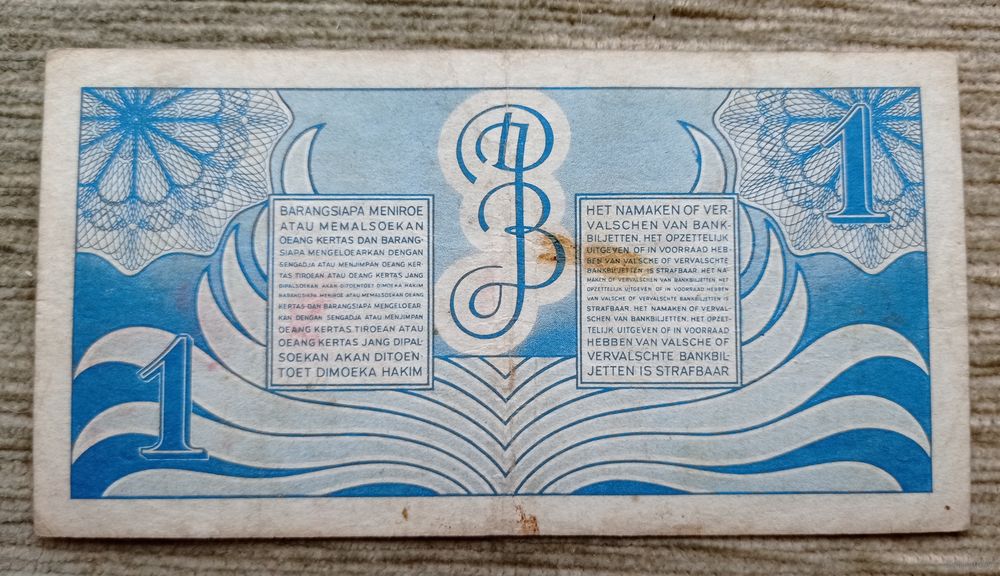 1
JB
BARANGSIAPA MENIROE
ATAU MEMALSOEKAN
OEANG KERTAS DAN BARANG-
SIAPA MENGELOEARKAN DENGAN
SENGADJA ATAU MENJIMPAN OEANG KER-
TAS TIROEAN ATAU OEANG KERTAS JANG
DIPALSOEKAN AKAN DITOENTOET DIMOEKA HAKIM
BARANGSIAPA MENIROE ATAU MEMALSOEKAN OEANG
KERTAS DAN BARANGSIAPA MENGELOEAR
KAN DENGAN SENGADJA ATAU MENJIMPAN
OEANG KERTAS TIROEAN ATAU
OEANG KERTAS JANG DIPAL-
SOEKAN AKAN DITOEN-
TOET DIMOEKA HAKIM
HET NAMAKEN OF VER-
VALSCHEN VAN BANK-
BILJETTEN, HET OPZETTELIJK
UITGEVEN OF IN VOORRAAD HEB-
BEN VAN VALSCHE OF VERVALSCHTE
BANKBILJETTEN IS STRAFBAAR. HET NA-
MAKEN OF VERVALSCHEN VAN BANKBILJETTEN, HET
OPZETTELIJK UITGEVEN OF IN VOORRAAD HEBBEN
VAN VALSCHE OF VERVALSCHTE BANKBILJETTEN IS
STRAFBAAR. HET NAMAKEN OF VERVAL-
SCHEN VAN BANKBILJETTEN, HET OPZET-
TELIJK UITGEVEN OF IN VOORRAAD
HEBBEN VAN VALSCHE OF
VERVALSCHTE BANKBIL-
JETTEN IS STRAFBAAR
1